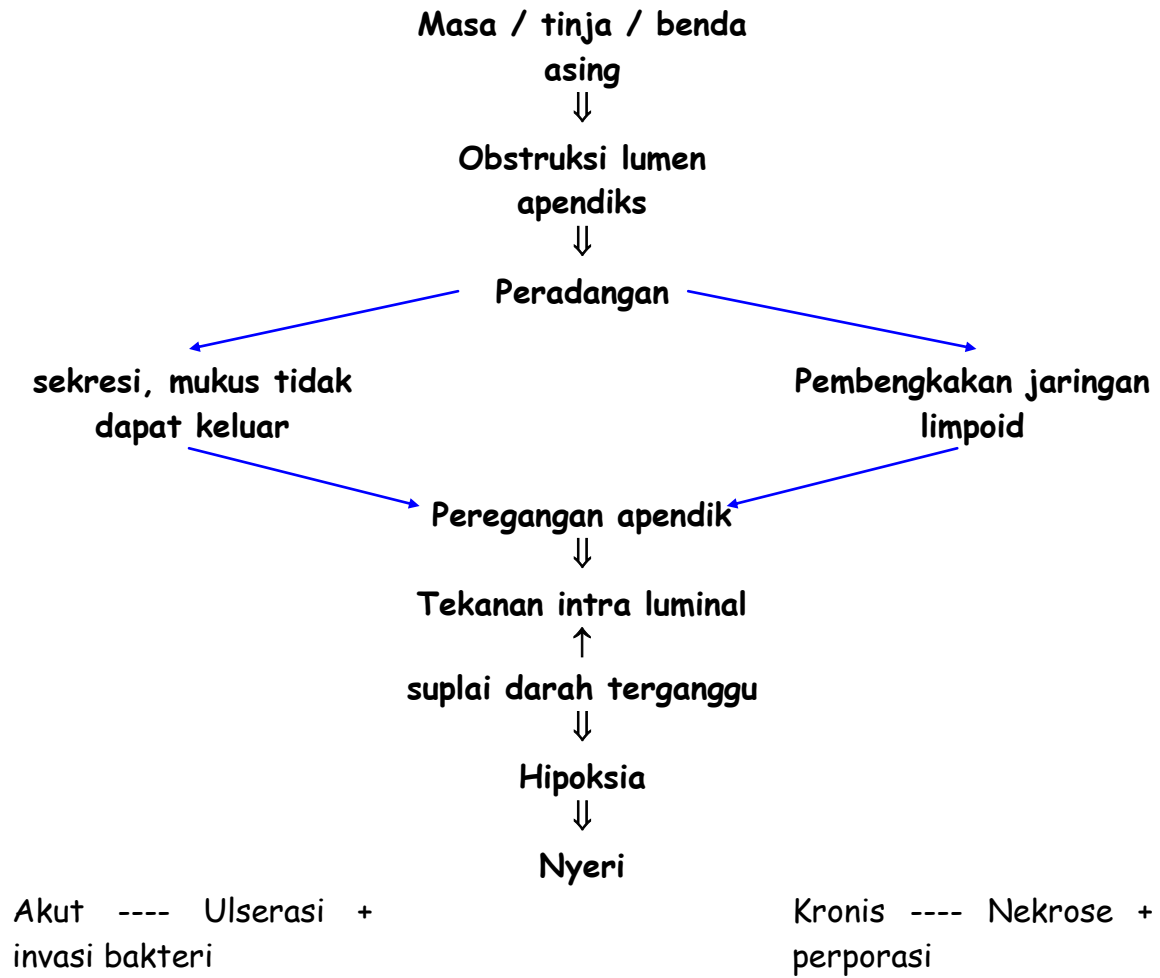 Masa / tinja / benda
asing
⇓
Obstruksi lumen
apendiks
⇓
Peradangan
sekresi, mukus tidak
dapat keluar
Pembengkakan jaringan
limpoid
Peregangan apendik
⇓
Tekanan intra luminal
↑
suplai darah terganggu
⇓
Hipoksia
⇓
Nyeri
Akut ---- Ulserasi +
invasi bakteri
Kronis ---- Nekrose +
perporasi